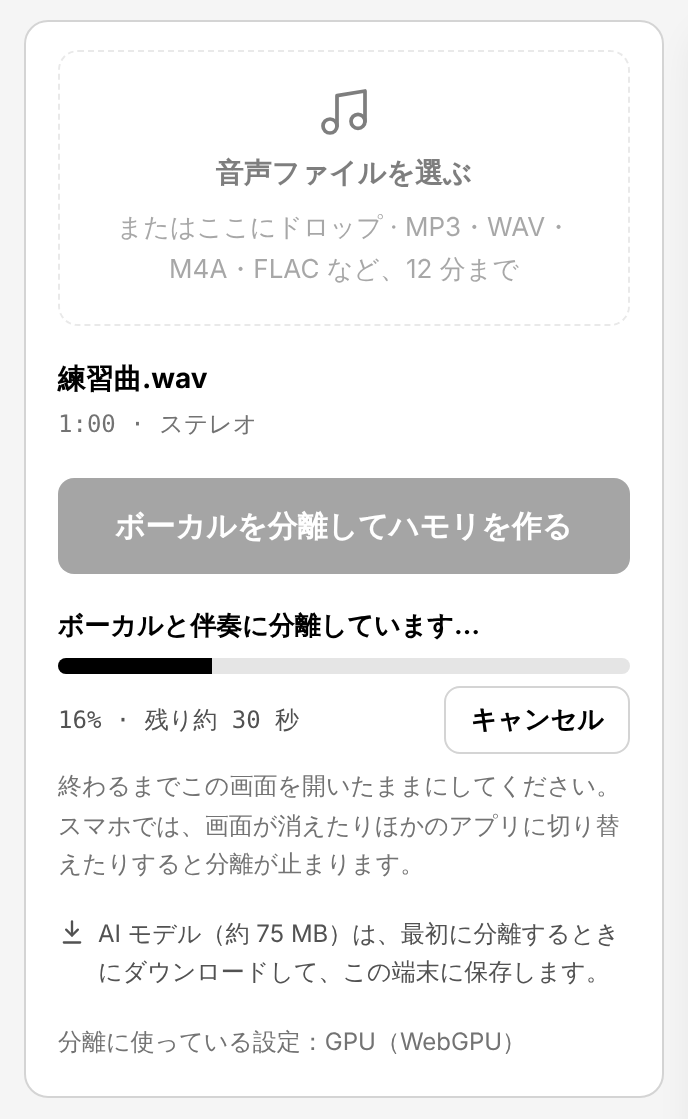 音声ファイルを選ぶ
またはここにドロップ · MP3・WAV・
M4A・FLAC など、12 分まで
練習曲.wav
1:00 · ステレオ
ボーカルを分離してハモリを作る
ボーカルと伴奏に分離しています…
16% · 残り約 30 秒
キャンセル
終わるまでこの画面を開いたままにしてください。
スマホでは、画面が消えたりほかのアプリに切り替
えたりすると分離が止まります。
AI モデル（約 75 MB）は、最初に分離するとき
にダウンロードして、この端末に保存します。
分離に使っている設定：GPU（WebGPU）